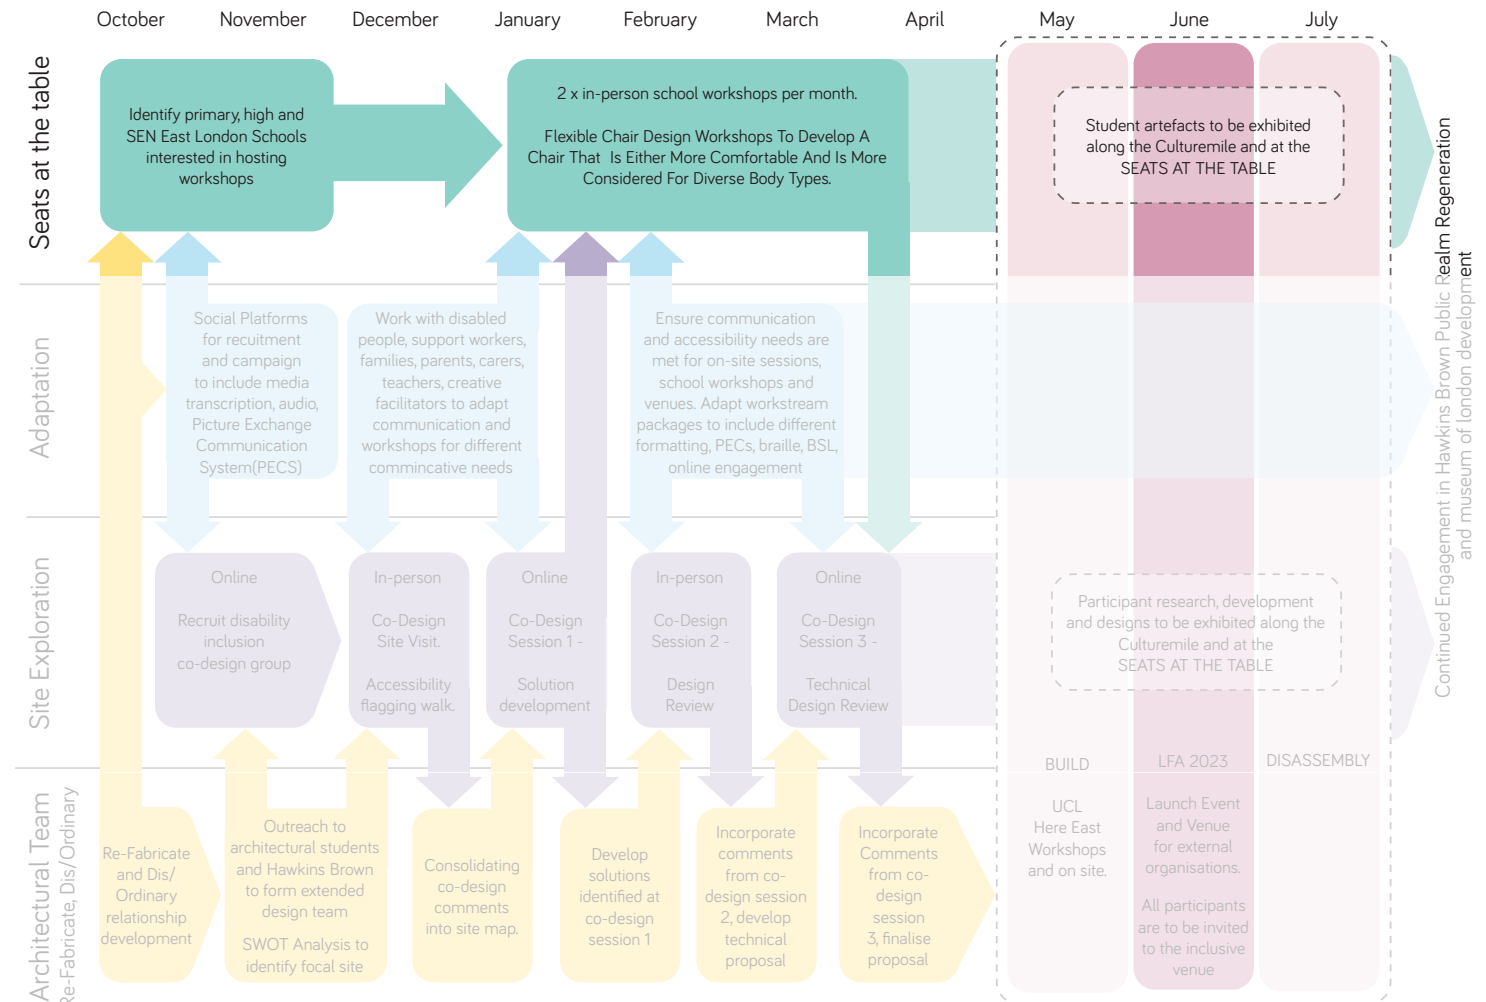 October November December January February March April May June July
Seats at the table
Identify primary, high and
SEN East London Schools
interested in hosting
workshops
2 x in-person school workshops per month.
Flexible Chair Design Workshops To Develop A
Chair That Is Either More Comfortable And Is More
Considered For Diverse Body Types.
Student artefacts to be exhibited
along the Culturemile and at the
SEATS AT THE TABLE
Adaptation
Social Platforms
for recuitment
and campaign
to include media
transcription, audio,
Picture Exchange
Communication
System(PECS)
Work with disabled
people, support workers,
families, parents, carers,
teachers, creative
facilitators to adapt
communication and
workshops for different
commincative needs
Ensure communication
and accessibility needs are
met for on-site sessions,
school workshops and
venues. Adapt workstream
packages to include different
formatting, PECs, braille, BSL,
online engagement
Site Exploration
Online
Recruit disability
inclusion
co-design group
In-person
Co-Design
Site Visit.
Accessibility
flagging walk.
Online
Co-Design
Session 1 -
Solution
development
In-person
Co-Design
Session 2 -
Design
Review
Online
Co-Design
Session 3 -
Technical
Design Review
Participant research, development
and designs to be exhibited along the
Culturemile and at the
SEATS AT THE TABLE
Architectural Team
Re-Fabricate, Dis/Ordinary
Re-Fabricate
and Dis/
Ordinary
relationship
development
Outreach to
architectural students
and Hawkins Brown
to form extended
design team
SWOT Analysis to
identify focal site
Consolidating
co-design
comments
into site map.
Develop
solutions
identified at
co-design
session 1
Incorporate
comments
from co-
design session
2, develop
technical
proposal
Incorporate
Comments
from co-
design
session
3, finalise
proposal
BUILD
UCL
Here East
Workshops
and on site.
LFA 2023
Launch Event
and Venue
for external
organisations.
All participants
are to be invited
to the inclusive
venue
DISASSEMBLY
Continued Engagement in Hawkins Brown Public Realm Regeneration
and museum of london development